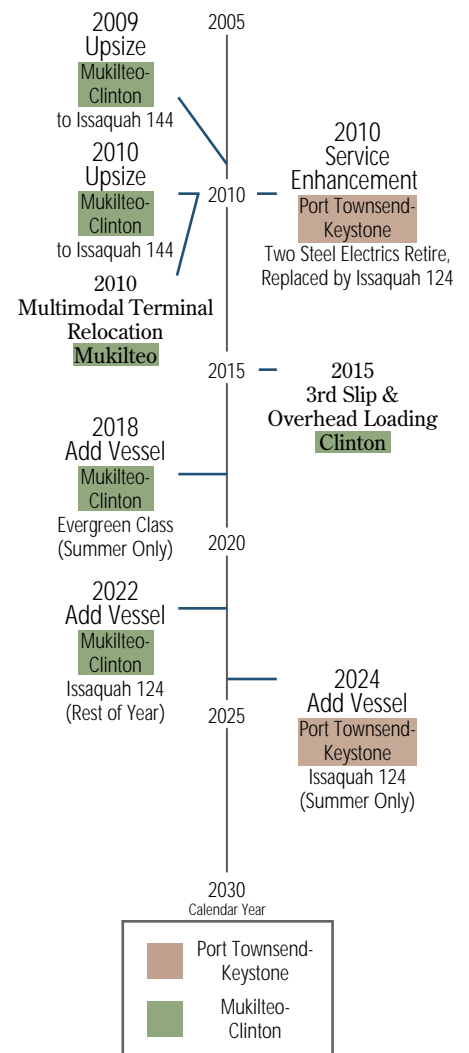 2005
2009
Upsize
Mukilteo-
Clinton
to Issaquah 144
2010
Upsize
Mukilteo-
Clinton
to Issaquah 144
2010
2010
Service
Enhancement
Port Townsend-
Keystone
Two Steel Electrics Retire,
Replaced by Issaquah 124
2010
Multimodal Terminal
Relocation
Mukilteo
2015
2015
3rd Slip &
Overhead Loading
Clinton
2018
Add Vessel
Mukilteo-
Clinton
Evergreen Class
(Summer Only)
2020
2022
Add Vessel
Mukilteo-
Clinton
Issaquah 124
(Rest of Year)
2024
Add Vessel
Port Townsend-
Keystone
Issaquah 124
(Summer Only)
2025
2030
Calendar Year
Port Townsend-
Keystone
Mukilteo-
Clinton